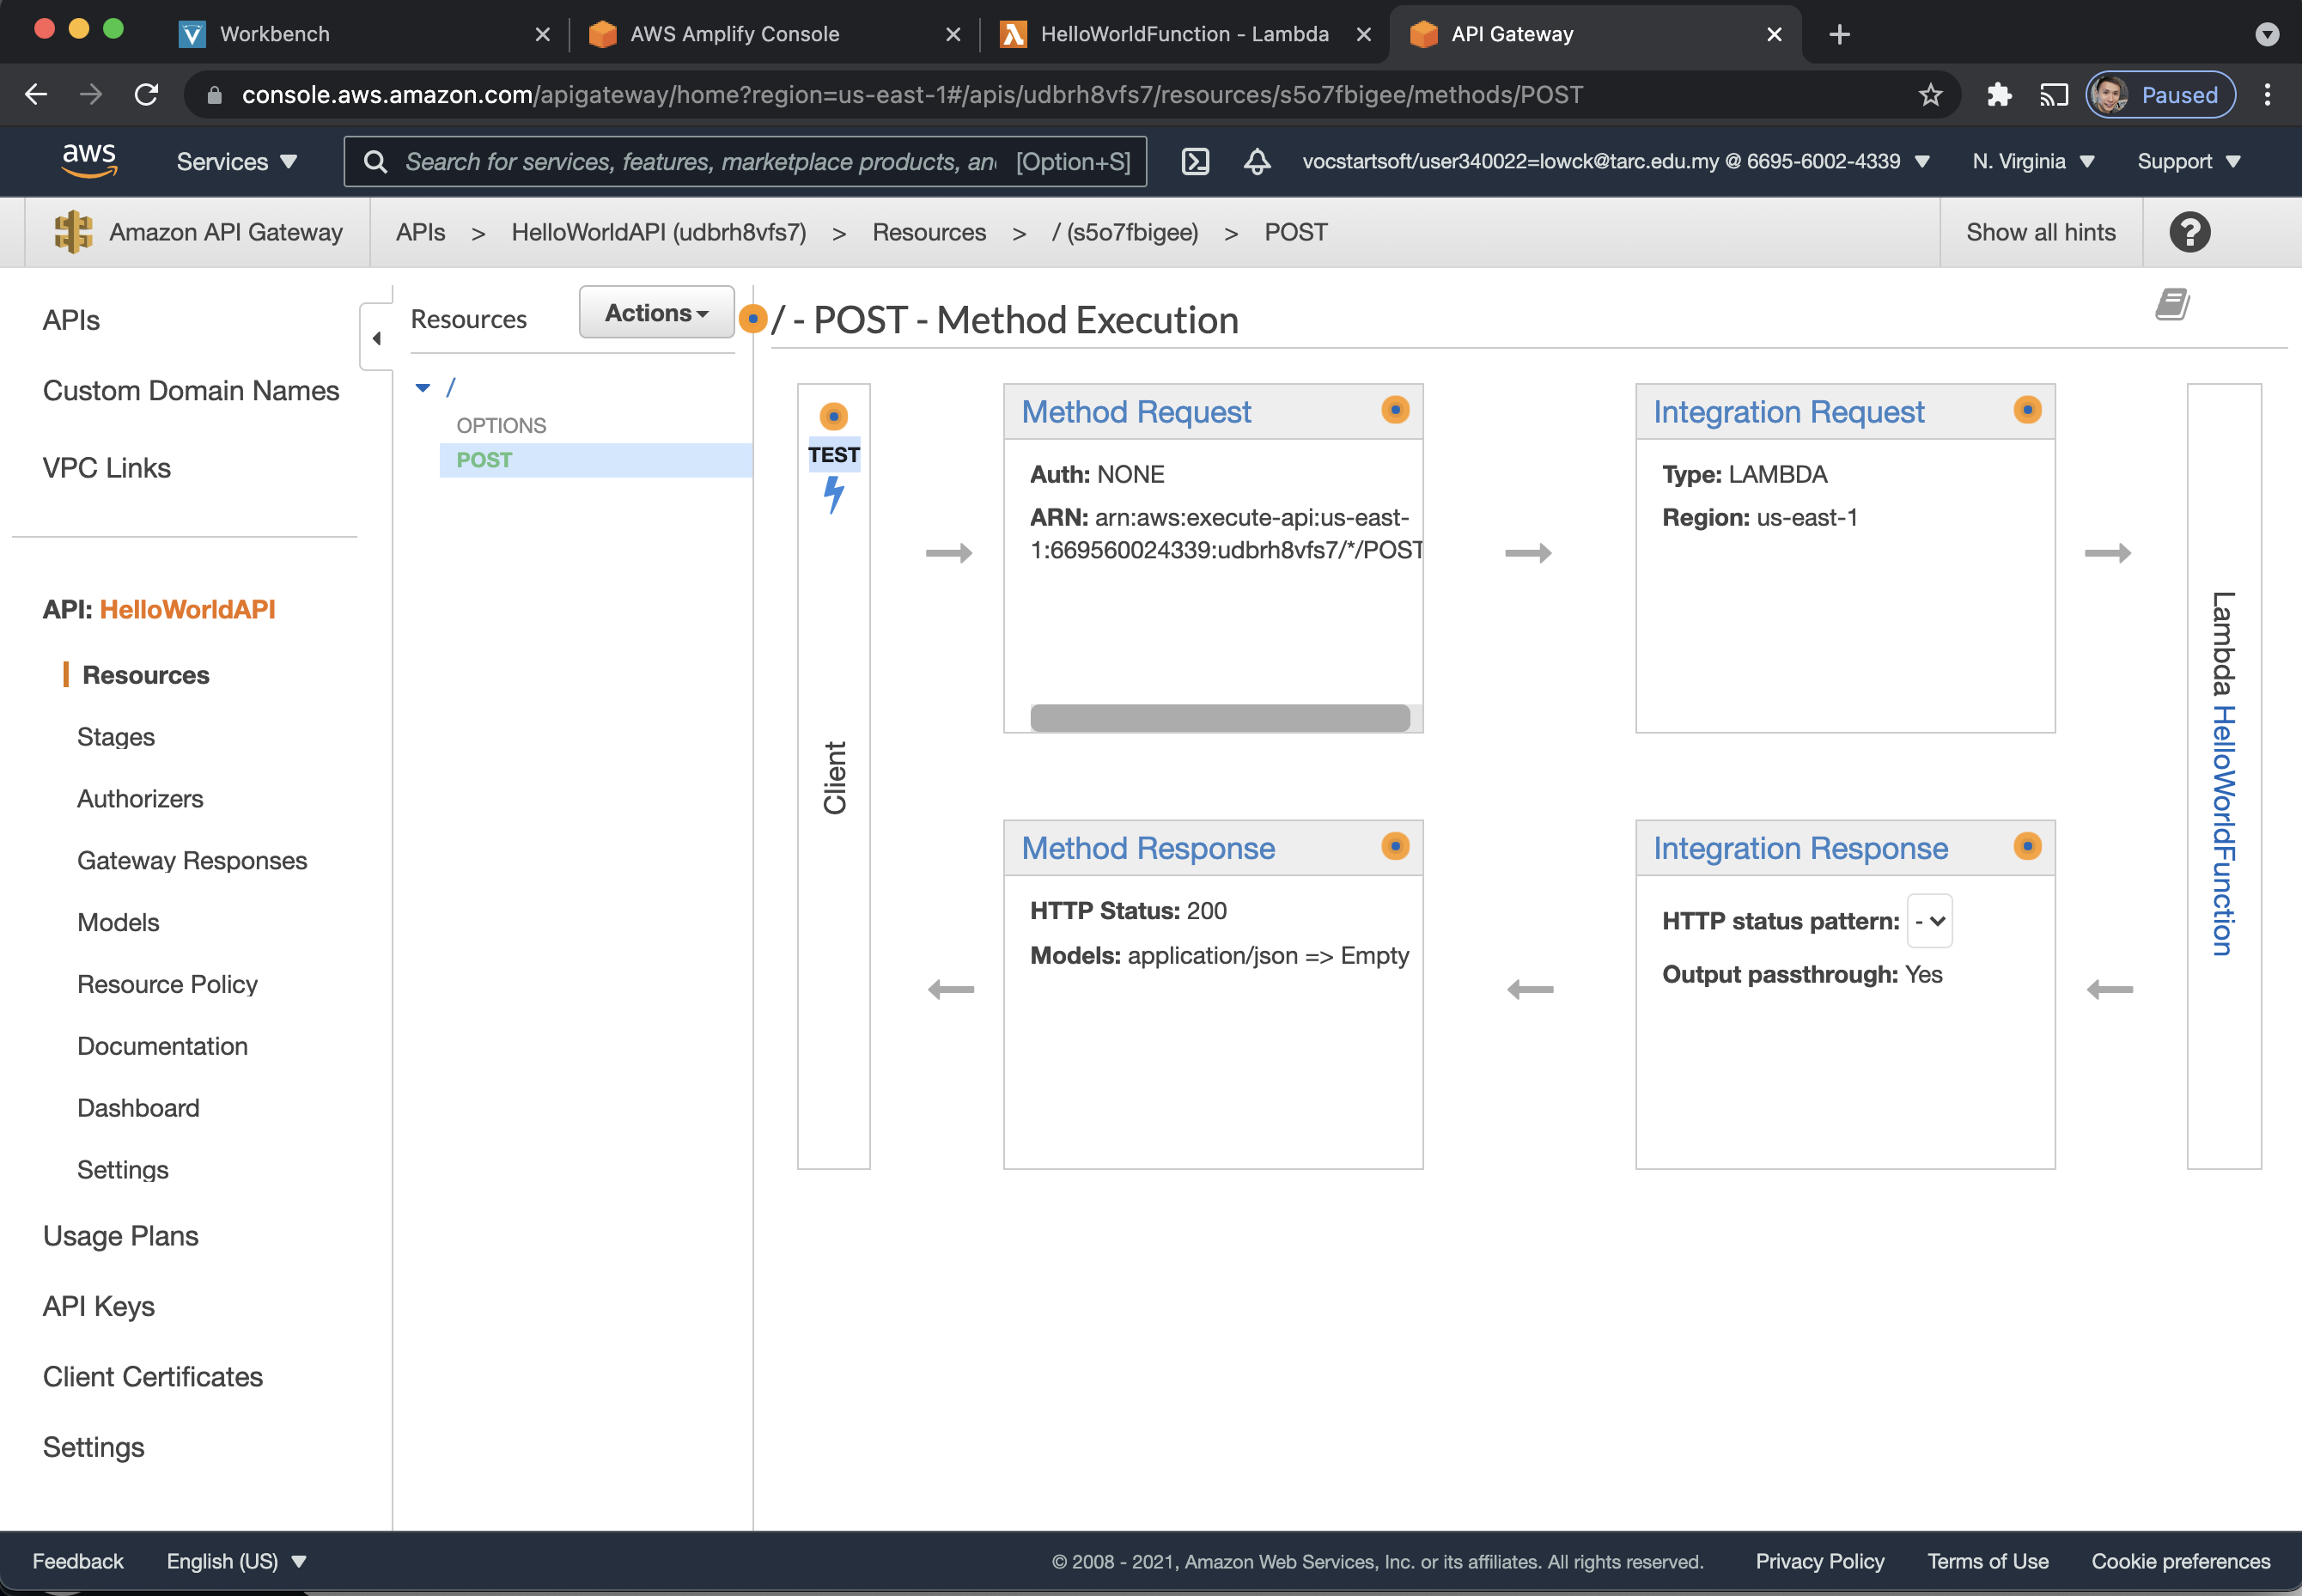 Workbench
AWS Amplify Console
HelloWorldFunction - Lambda
API Gateway
console.aws.amazon.com/apigateway/home?region=us-east-1#/apis/udbrh8vfs7/resources/s5o7fbigee/methods/POST
Paused
aws
Services
Search for services, features, marketplace products, an
[Option+S]
vocstartsoft/user340022=lowck@tarc.edu.my @ 6695-6002-4339
N. Virginia
Support
Amazon API Gateway
APIs > HelloWorldAPI (udbrh8vfs7) > Resources > / (s5o7fbigee) > POST
Show all hints
APIs
Custom Domain Names
VPC Links
API: HelloWorldAPI
Resources
Stages
Authorizers
Gateway Responses
Models
Resource Policy
Documentation
Dashboard
Settings
Usage Plans
API Keys
Client Certificates
Settings
Resources
Actions
/
OPTIONS
POST
/ - POST - Method Execution
TEST
Client
Method Request
Auth: NONE
ARN: arn:aws:execute-api:us-east-
1:669560024339:udbrh8vfs7/*/POST
Integration Request
Type: LAMBDA
Region: us-east-1
Lambda HelloWorldFunction
Method Response
HTTP Status: 200
Models: application/json => Empty
Integration Response
HTTP status pattern: -
Output passthrough: Yes
Feedback
English (US)
© 2008 - 2021, Amazon Web Services, Inc. or its affiliates. All rights reserved.
Privacy Policy
Terms of Use
Cookie preferences